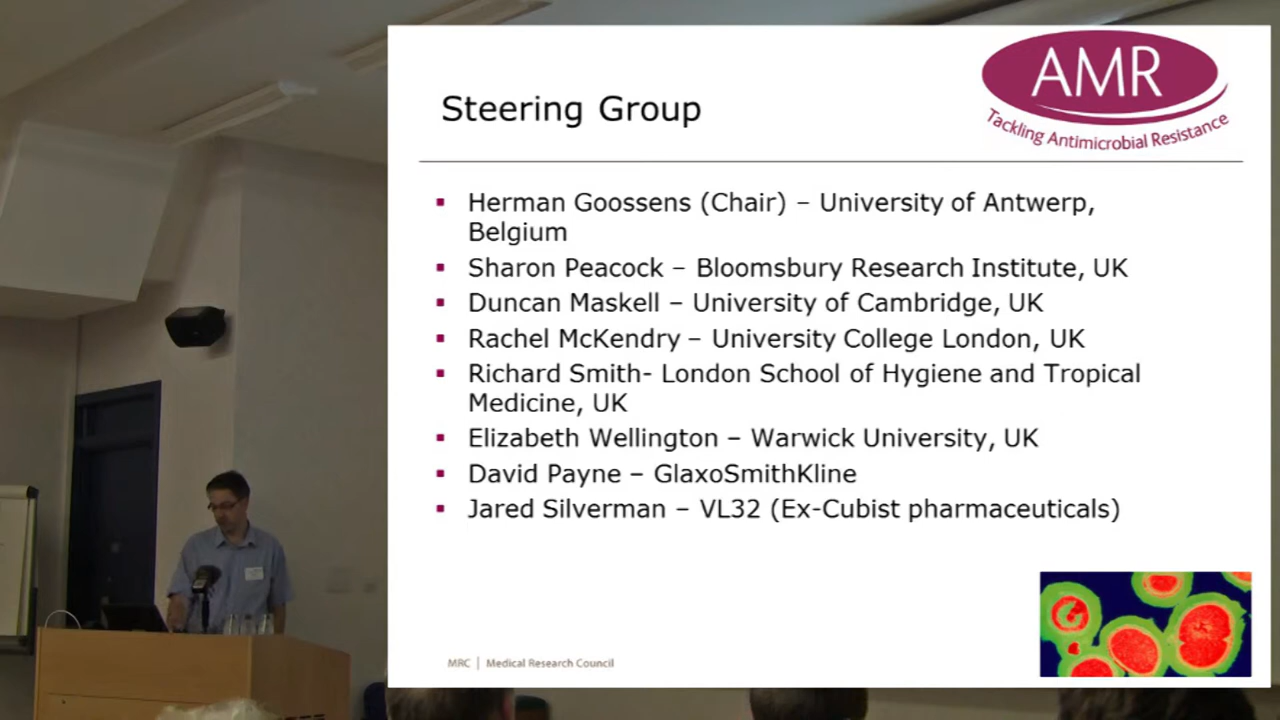 AMR
Tackling Antimicrobial Resistance
Steering Group
▪ Herman Goossens (Chair) – University of Antwerp,
Belgium
▪ Sharon Peacock – Bloomsbury Research Institute, UK
▪ Duncan Maskell – University of Cambridge, UK
▪ Rachel McKendry – University College London, UK
▪ Richard Smith- London School of Hygiene and Tropical
Medicine, UK
▪ Elizabeth Wellington – Warwick University, UK
▪ David Payne – GlaxoSmithKline
▪ Jared Silverman – VL32 (Ex-Cubist pharmaceuticals)
MRC | Medical Research Council